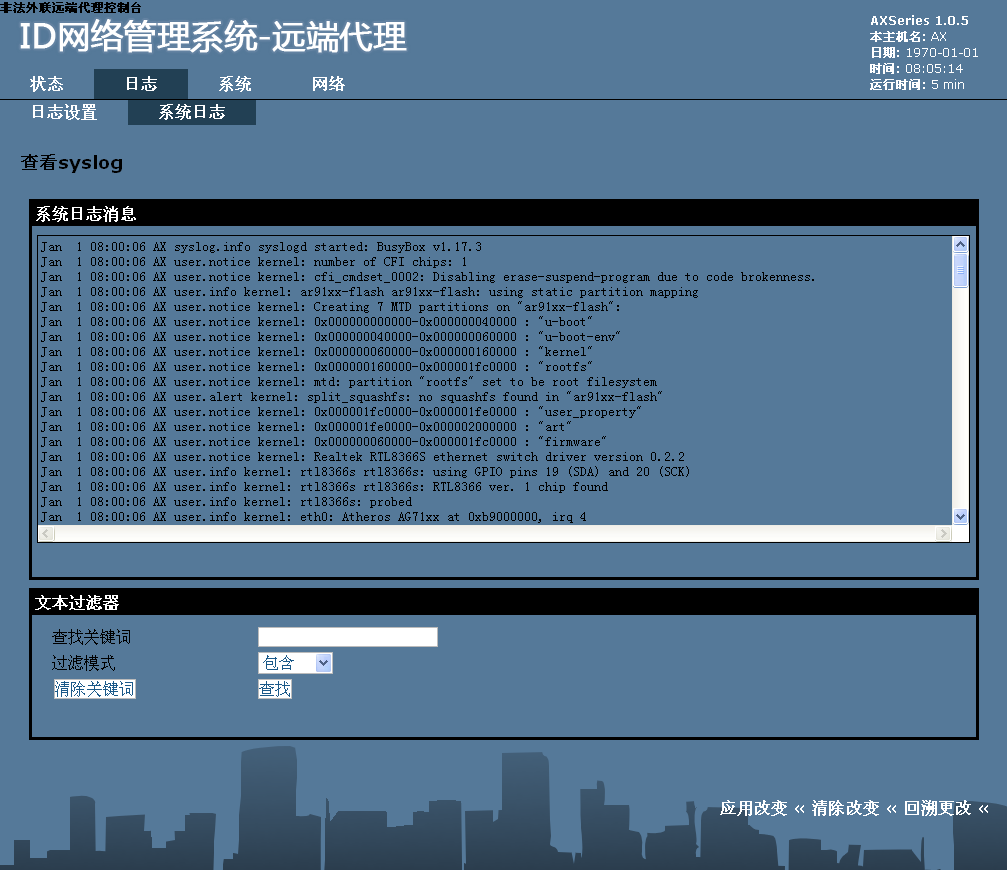 非法外联远端代理控制台
ID网络管理系统-远端代理
AXSeries 1.0.5
本主机名: AX
日期: 1970-01-01
时间: 08:05:14
运行时间: 5 min
状态 日志 系统 网络
日志设置 系统日志
查看syslog
系统日志消息
Jan  1 08:00:06 AX syslog.info syslogd started: BusyBox v1.17.3
Jan  1 08:00:06 AX user.notice kernel: number of CFI chips: 1
Jan  1 08:00:06 AX user.notice kernel: cfi_cmdset_0002: Disabling erase-suspend-program due to code brokenness.
Jan  1 08:00:06 AX user.info kernel: ar91xx-flash ar91xx-flash: using static partition mapping
Jan  1 08:00:06 AX user.notice kernel: Creating 7 MTD partitions on "ar91xx-flash":
Jan  1 08:00:06 AX user.notice kernel: 0x000000000000-0x000000040000 : "u-boot"
Jan  1 08:00:06 AX user.notice kernel: 0x000000040000-0x000000060000 : "u-boot-env"
Jan  1 08:00:06 AX user.notice kernel: 0x000000060000-0x000000160000 : "kernel"
Jan  1 08:00:06 AX user.notice kernel: 0x000000160000-0x000001fc0000 : "rootfs"
Jan  1 08:00:06 AX user.notice kernel: mtd: partition "rootfs" set to be root filesystem
Jan  1 08:00:06 AX user.alert kernel: split_squashfs: no squashfs found in "ar91xx-flash"
Jan  1 08:00:06 AX user.notice kernel: 0x000001fc0000-0x000001fe0000 : "user_property"
Jan  1 08:00:06 AX user.notice kernel: 0x000001fe0000-0x000002000000 : "art"
Jan  1 08:00:06 AX user.notice kernel: 0x000000060000-0x000001fc0000 : "firmware"
Jan  1 08:00:06 AX user.notice kernel: Realtek RTL8366S ethernet switch driver version 0.2.2
Jan  1 08:00:06 AX user.info kernel: rtl8366s rtl8366s: using GPIO pins 19 (SDA) and 20 (SCK)
Jan  1 08:00:06 AX user.info kernel: rtl8366s rtl8366s: RTL8366 ver. 1 chip found
Jan  1 08:00:06 AX user.info kernel: rtl8366s: probed
Jan  1 08:00:06 AX user.info kernel: eth0: Atheros AG71xx at 0xb9000000, irq 4
文本过滤器
查找关键词
过滤模式 包含
清除关键词 查找
应用改变 « 清除改变 « 回溯更改 «